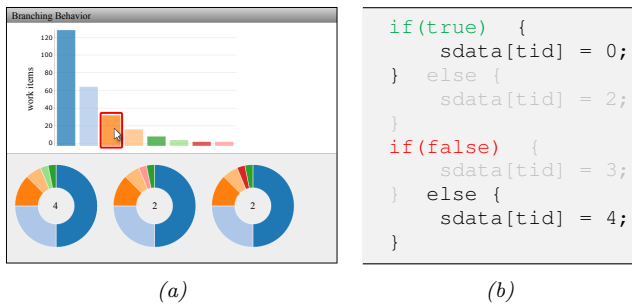 Branching Behavior
work items
120
100
80
60
40
20
0
4
2
2
(a)
if(true) {
sdata[tid] = 0;
} else {
sdata[tid] = 2;
}
if(false) {
sdata[tid] = 3;
} else {
sdata[tid] = 4;
}
(b)